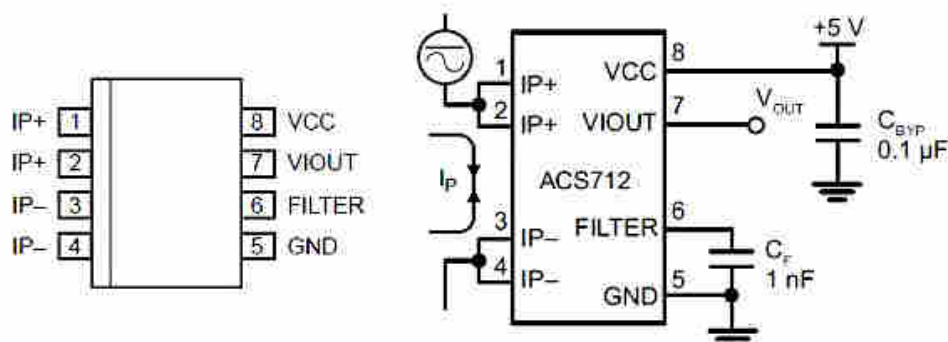 IP+ 1
IP+ 2
IP– 3
IP– 4
8 VCC
7 VIOUT
6 FILTER
5 GND
+5 V
1 IP+
2 IP+
IP
3 IP–
4 IP–
ACS712
VCC 8
VIOUT 7
VOUT
FILTER 6
GND 5
CBYP
0.1 µF
CF
1 nF